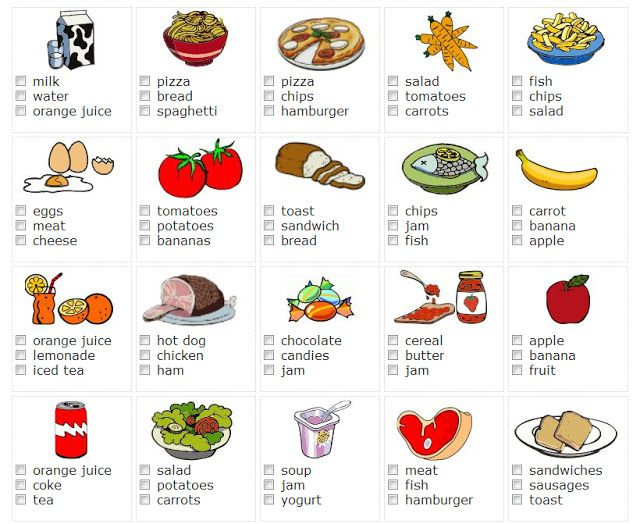 milk
water
orange juice
pizza
bread
spaghetti
pizza
chips
hamburger
salad
tomatoes
carrots
fish
chips
salad
eggs
meat
cheese
tomatoes
potatoes
bananas
toast
sandwich
bread
chips
jam
fish
carrot
banana
apple
orange juice
lemonade
iced tea
hot dog
chicken
ham
chocolate
candies
jam
cereal
butter
jam
apple
banana
fruit
orange juice
coke
tea
salad
potatoes
carrots
soup
jam
yogurt
meat
fish
hamburger
sandwiches
sausages
toast